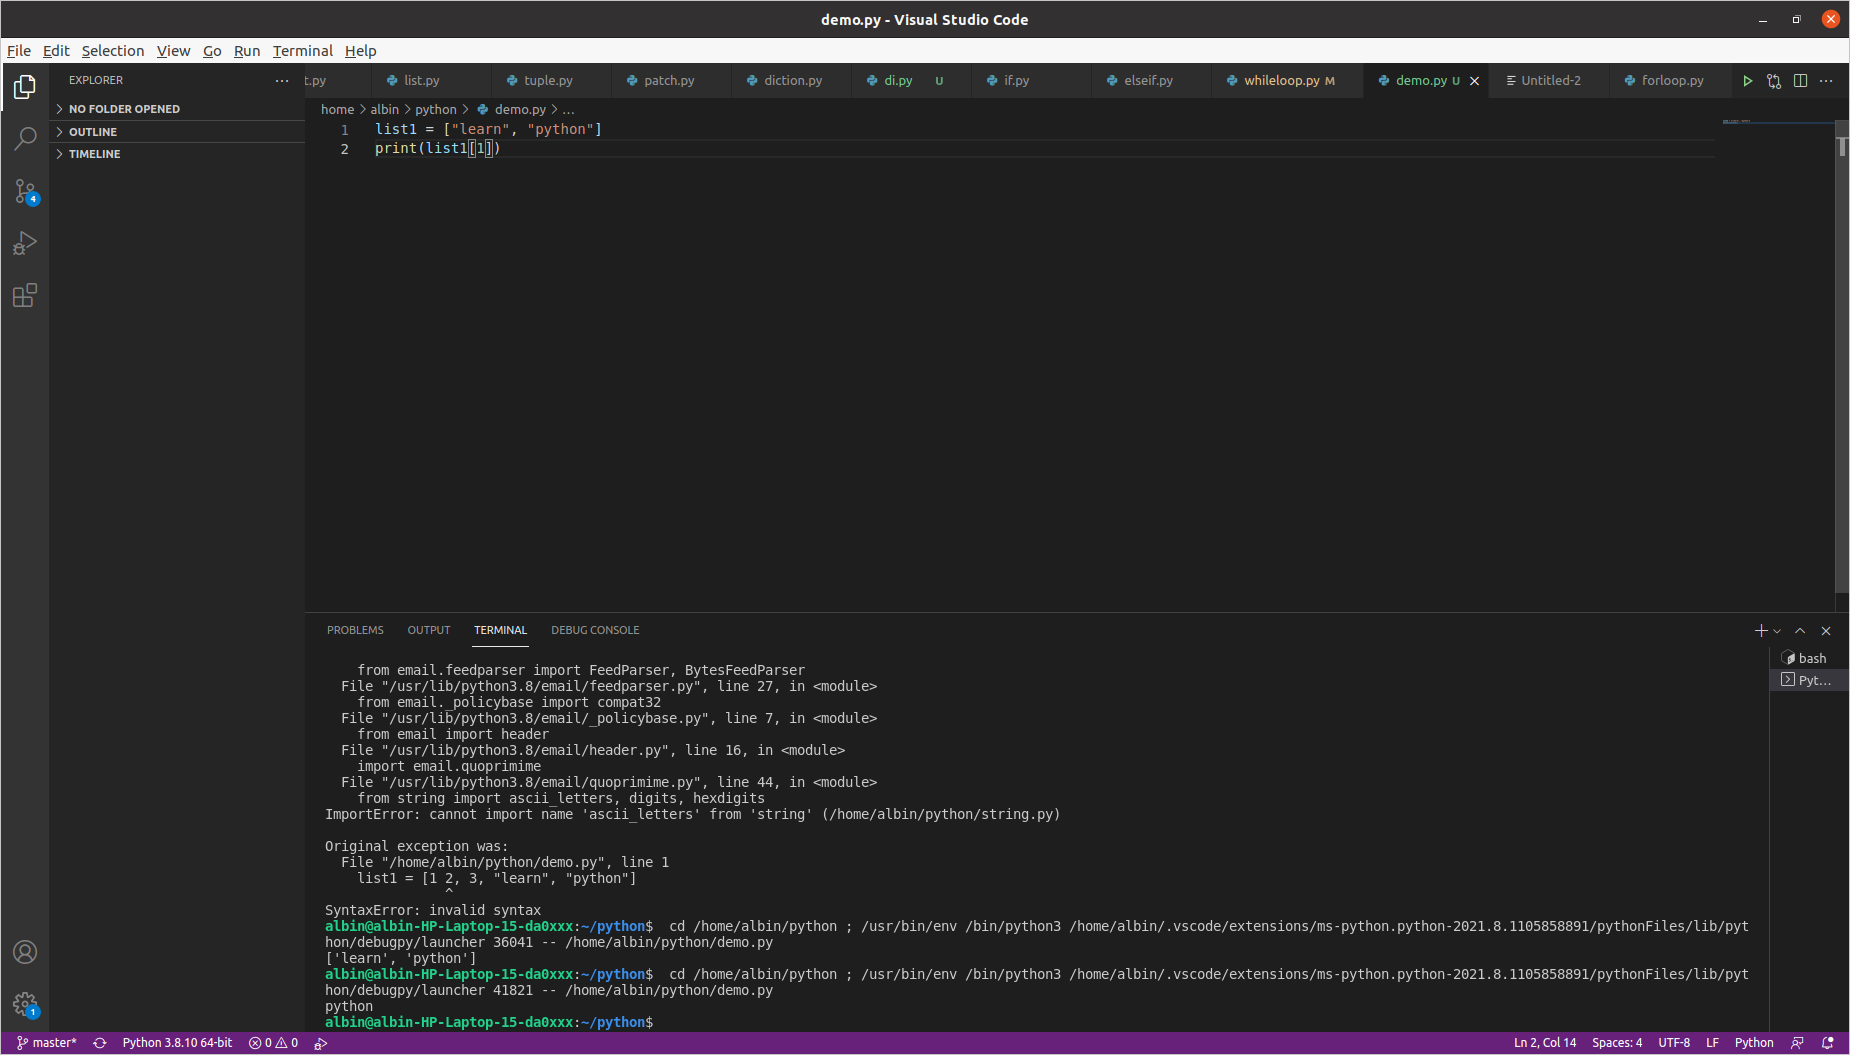 demo.py - Visual Studio Code
File Edit Selection View Go Run Terminal Help
EXPLORER
NO FOLDER OPENED
OUTLINE
TIMELINE
4
1
t.py list.py tuple.py patch.py diction.py di.py U if.py elseif.py whileloop.py M demo.py U Untitled-2 forloop.py
home > albin > python > demo.py > ...
1 list1 = ["learn", "python"]
2 print(list1[1])
PROBLEMS OUTPUT TERMINAL DEBUG CONSOLE
bash
Pyt...
from email.feedparser import FeedParser, BytesFeedParser
File "/usr/lib/python3.8/email/feedparser.py", line 27, in <module>
from email._policybase import compat32
File "/usr/lib/python3.8/email/_policybase.py", line 7, in <module>
from email import header
File "/usr/lib/python3.8/email/header.py", line 16, in <module>
import email.quoprimime
File "/usr/lib/python3.8/email/quoprimime.py", line 44, in <module>
from string import ascii_letters, digits, hexdigits
ImportError: cannot import name 'ascii_letters' from 'string' (/home/albin/python/string.py)
Original exception was:
File "/home/albin/python/demo.py", line 1
list1 = [1 2, 3, "learn", "python"]
^
SyntaxError: invalid syntax
albin@albin-HP-Laptop-15-da0xxx:~/python$ cd /home/albin/python ; /usr/bin/env /bin/python3 /home/albin/.vscode/extensions/ms-python.python-2021.8.1105858891/pythonFiles/lib/pyt
hon/debugpy/launcher 36041 -- /home/albin/python/demo.py
['learn', 'python']
albin@albin-HP-Laptop-15-da0xxx:~/python$ cd /home/albin/python ; /usr/bin/env /bin/python3 /home/albin/.vscode/extensions/ms-python.python-2021.8.1105858891/pythonFiles/lib/pyt
hon/debugpy/launcher 41821 -- /home/albin/python/demo.py
python
albin@albin-HP-Laptop-15-da0xxx:~/python$
master* Python 3.8.10 64-bit 0 0 Ln 2, Col 14 Spaces: 4 UTF-8 LF Python